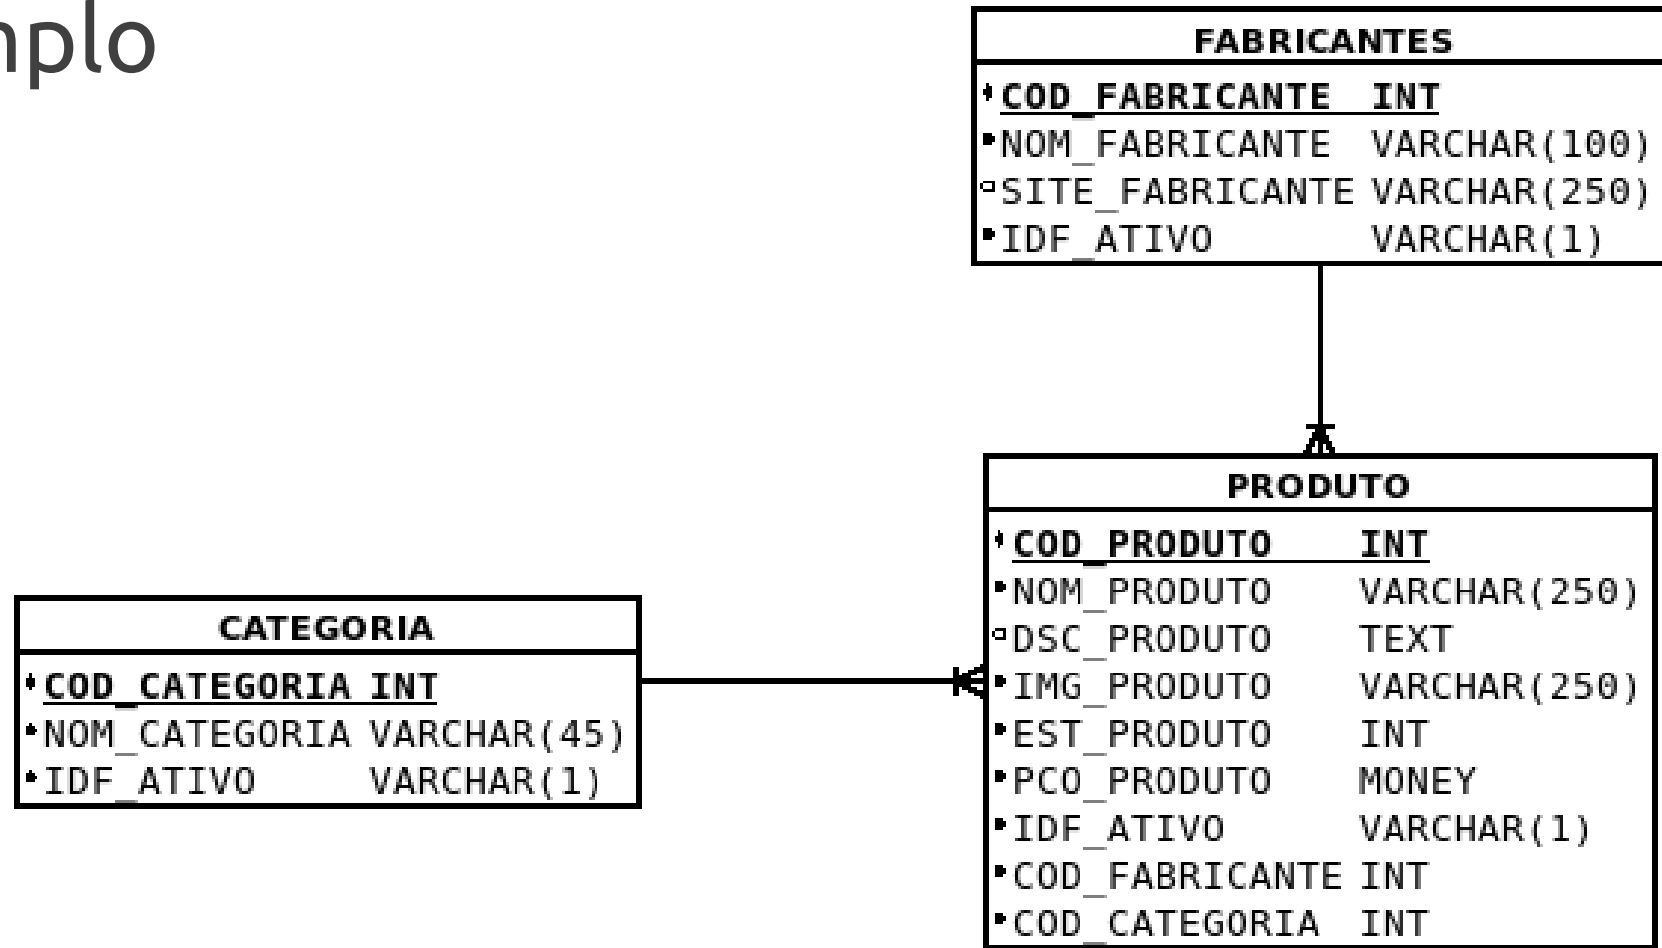 mplo
FABRICANTES
COD_FABRICANTE INT
NOM_FABRICANTE VARCHAR(100)
SITE_FABRICANTE VARCHAR(250)
IDF_ATIVO VARCHAR(1)
PRODUTO
COD_PRODUTO INT
NOM_PRODUTO VARCHAR(250)
DSC_PRODUTO TEXT
IMG_PRODUTO VARCHAR(250)
EST_PRODUTO INT
PCO_PRODUTO MONEY
IDF_ATIVO VARCHAR(1)
COD_FABRICANTE INT
COD_CATEGORIA INT
CATEGORIA
COD_CATEGORIA INT
NOM_CATEGORIA VARCHAR(45)
IDF_ATIVO VARCHAR(1)